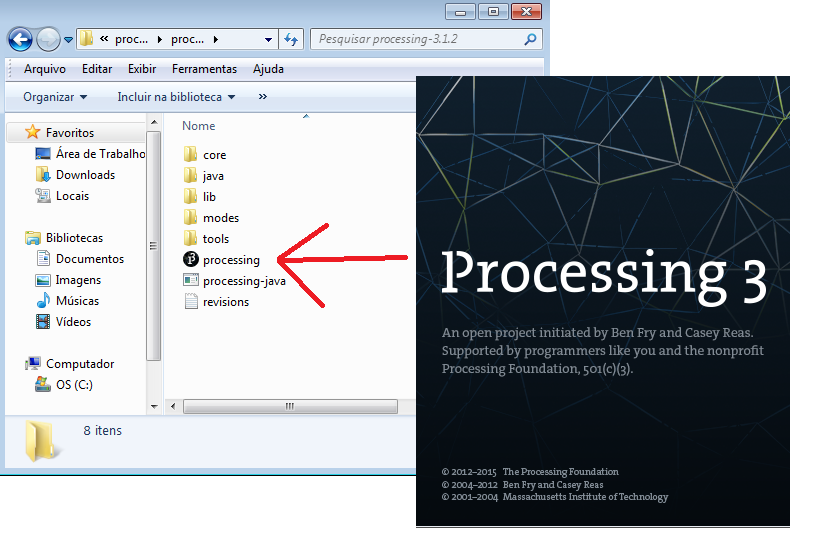 « proc... ▸ proc... ▸
Pesquisar processing-3.1.2
Arquivo Editar Exibir Ferramentas Ajuda
Organizar Incluir na biblioteca »
Favoritos
Área de Trabalho
Downloads
Locais
Bibliotecas
Documentos
Imagens
Músicas
Vídeos
Computador
OS (C:)
Nome
core
java
lib
modes
tools
processing
processing-java
revisions
8 itens
Processing 3
An open project initiated by Ben Fry and Casey Reas.
Supported by programmers like you and the nonprofit
Processing Foundation, 501(c)(3).
© 2012–2015 The Processing Foundation
© 2004–2012 Ben Fry and Casey Reas
© 2001–2004 Massachusetts Institute of Technology